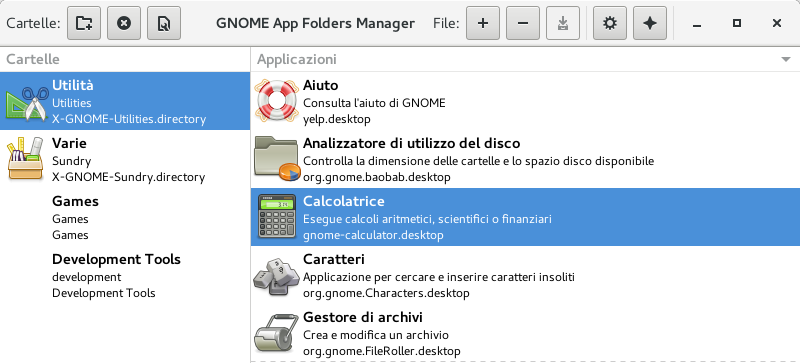 Cartelle: GNOME App Folders Manager File:
Cartelle
Applicazioni
Utilità
Utilities
X-GNOME-Utilities.directory
Varie
Sundry
X-GNOME-Sundry.directory
Games
Games
Games
Development Tools
development
Development Tools
Aiuto
Consulta l'aiuto di GNOME
yelp.desktop
Analizzatore di utilizzo del disco
Controlla la dimensione delle cartelle e lo spazio disco disponibile
org.gnome.baobab.desktop
Calcolatrice
Esegue calcoli aritmetici, scientifici o finanziari
gnome-calculator.desktop
Caratteri
Applicazione per cercare e inserire caratteri insoliti
org.gnome.Characters.desktop
Gestore di archivi
Crea e modifica un archivio
org.gnome.FileRoller.desktop